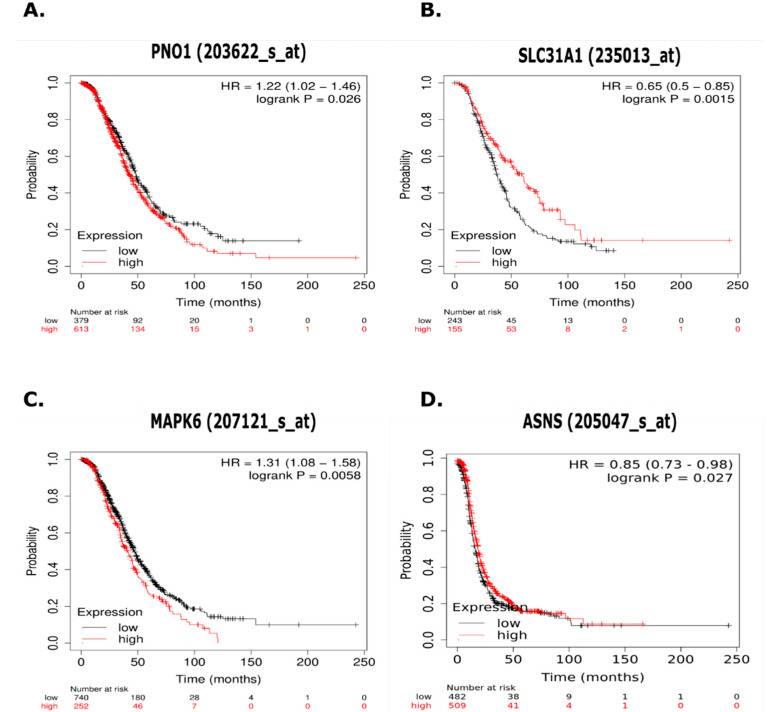 A.
B.
PNO1 (203622_s_at)
HR = 1.22 (1.02 − 1.46)
logrank P = 0.026
Probability
1.0
0.8
0.6
0.4
0.2
0.0
Expression
low
high
0 50 100 150 200 250
Time (months)
Number at risk
low 379 92 20 1 0 0
high 613 134 15 3 1 0
SLC31A1 (235013_at)
HR = 0.65 (0.5 − 0.85)
logrank P = 0.0015
Probability
1.0
0.8
0.6
0.4
0.2
0.0
Expression
low
high
0 50 100 150 200 250
Time (months)
Number at risk
low 243 45 13 0 0 0
high 155 53 8 2 1 0
C.
D.
MAPK6 (207121_s_at)
HR = 1.31 (1.08 − 1.58)
logrank P = 0.0058
Probability
1.0
0.8
0.6
0.4
0.2
0.0
Expression
low
high
0 50 100 150 200 250
Time (months)
Number at risk
low 740 180 28 4 1 0
high 252 46 7 0 0 0
ASNS (205047_s_at)
HR = 0.85 (0.73 - 0.98)
logrank P = 0.027
Probability
1.0
0.8
0.6
0.4
0.2
0.0
Expression
low
high
0 50 100 150 200 250
Time (months)
Number at risk
low 482 38 9 1 1 0
high 509 41 4 1 0 0